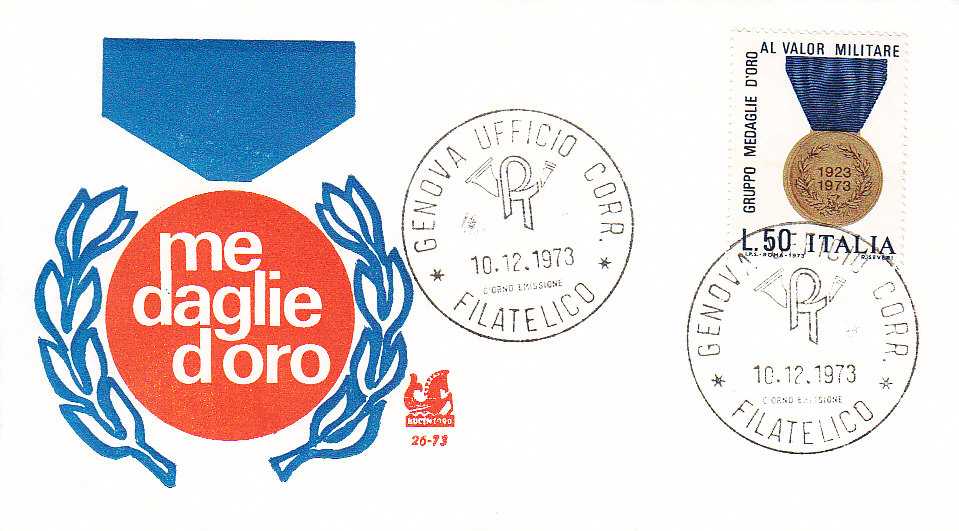 me
daglie
d'oro
26-73
GENOVA UFFICIO CORR.
10.12.1973
GIORNO EMISSIONE
* FILATELICO *
GRUPPO MEDAGLIE D'ORO
AL VALOR MILITARE
1923
1973
L.50 ITALIA
I.P.S.-ROMA-1973 R.SEVERI
GENOVA UFFICIO CORR.
10.12.1973
GIORNO EMISSIONE
* FILATELICO *